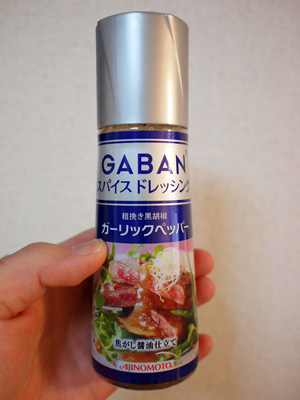 GABAN
スパイス ドレッシング
粗挽き黒胡椒
ガーリックペッパー
焦がし醤油仕立て
AJINOMOTO